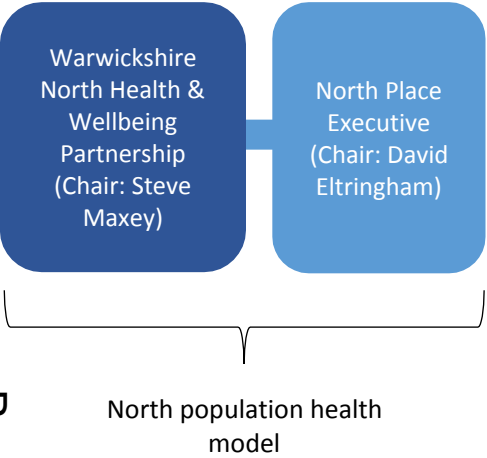 Warwickshire
North Health &
Wellbeing
Partnership
(Chair: Steve
Maxey)
North Place
Executive
(Chair: David
Eltringham)
North population health
model